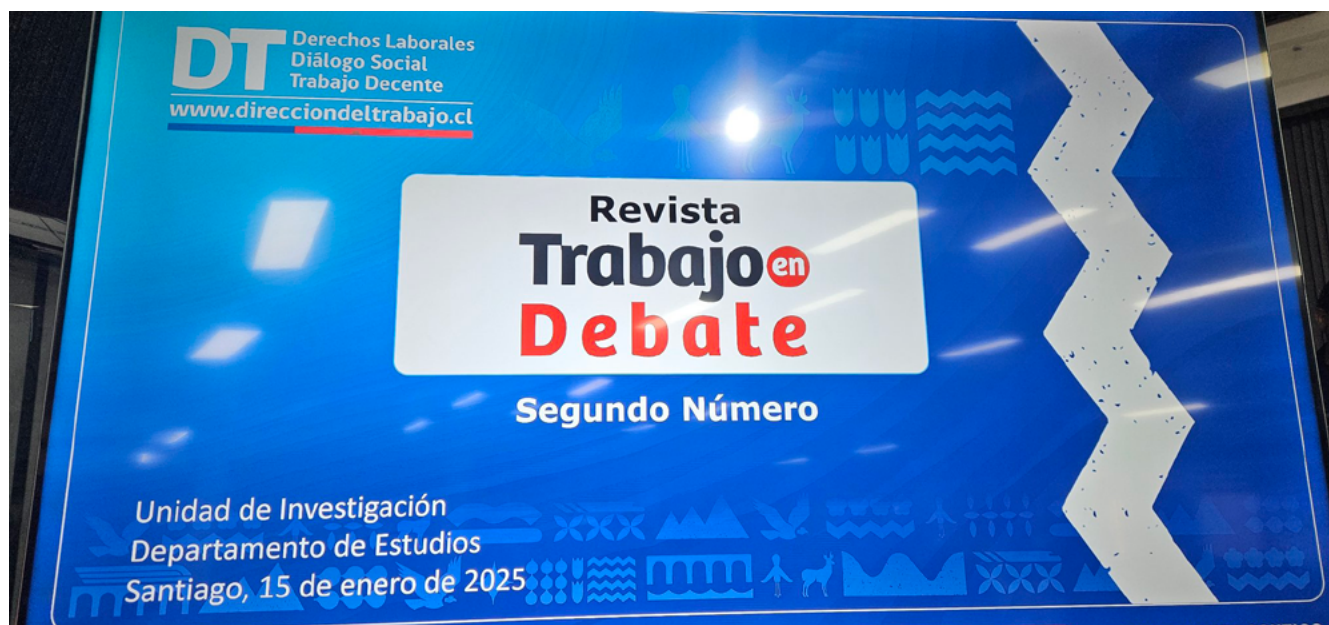 DT
Derechos Laborales
Diálogo Social
Trabajo Decente
www.direcciondeltrabajo.cl
Revista
Trabajo en
Debate
Segundo Número
Unidad de Investigación
Departamento de Estudios
Santiago, 15 de enero de 2025